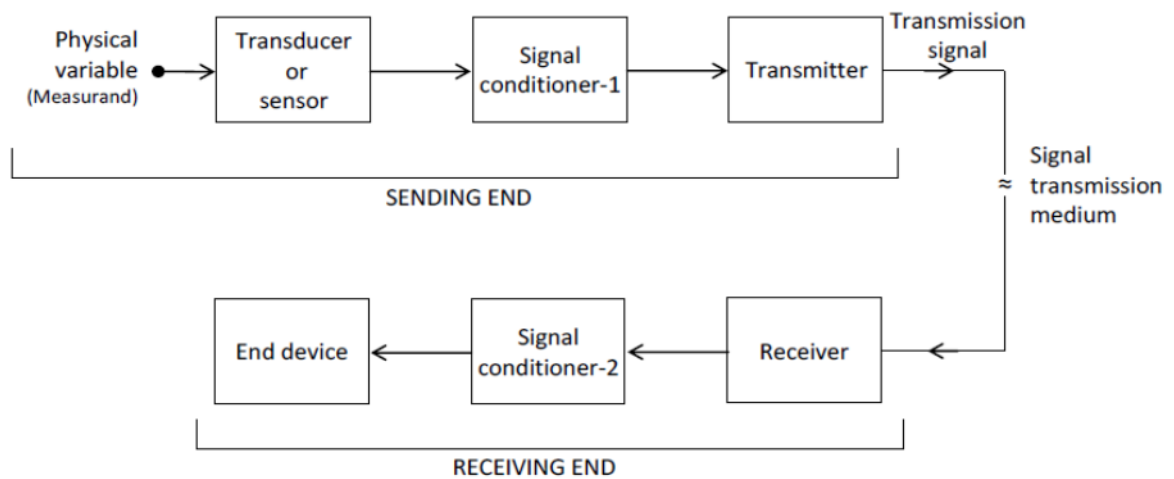 Physical
variable
(Measurand)
Transducer
or
sensor
Signal
conditioner-1
Transmitter
Transmission
signal
SENDING END
Signal
transmission
medium
≈
End device
Signal
conditioner-2
Receiver
RECEIVING END